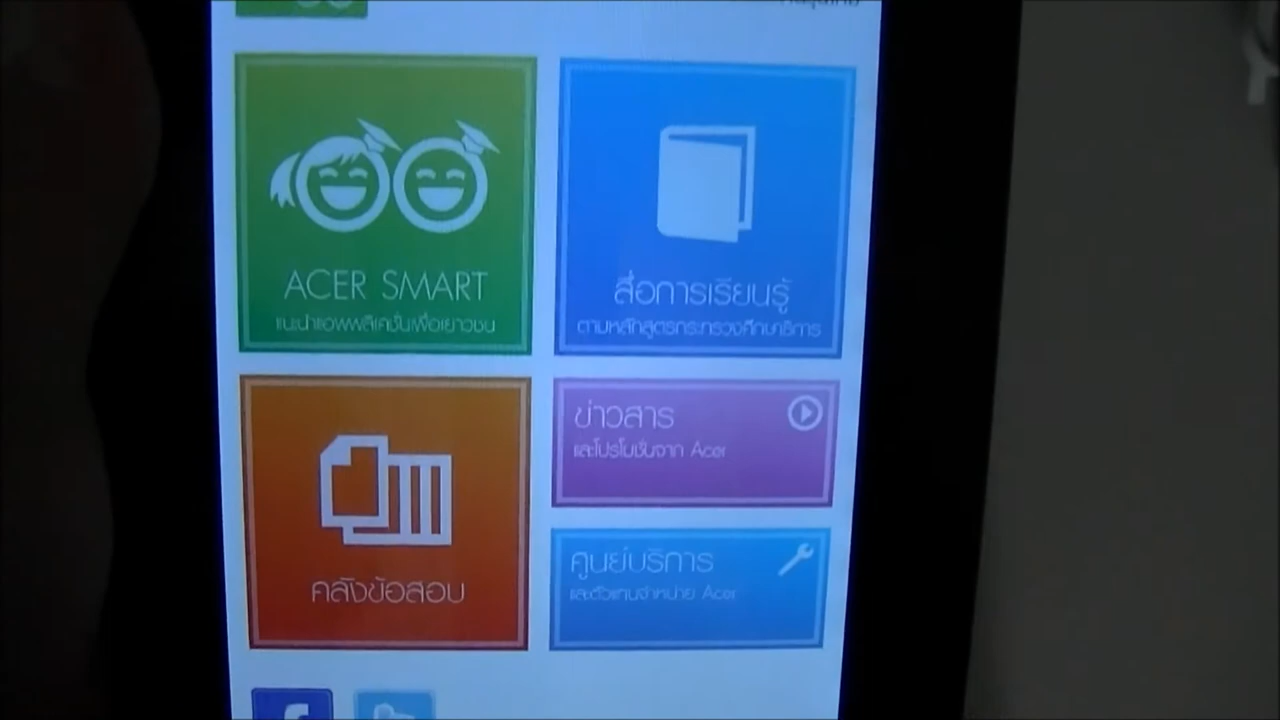 ACER SMART
แนะนำแอพพลิเคชั่นเพื่อเยาวชน
สื่อการเรียนรู้
ตามหลักสูตรกระทรวงศึกษาธิการ
คลังข้อสอบ
ข่าวสาร
และโปรโมชั่นจาก Acer
ศูนย์บริการ
และตัวแทนจำหน่าย Acer